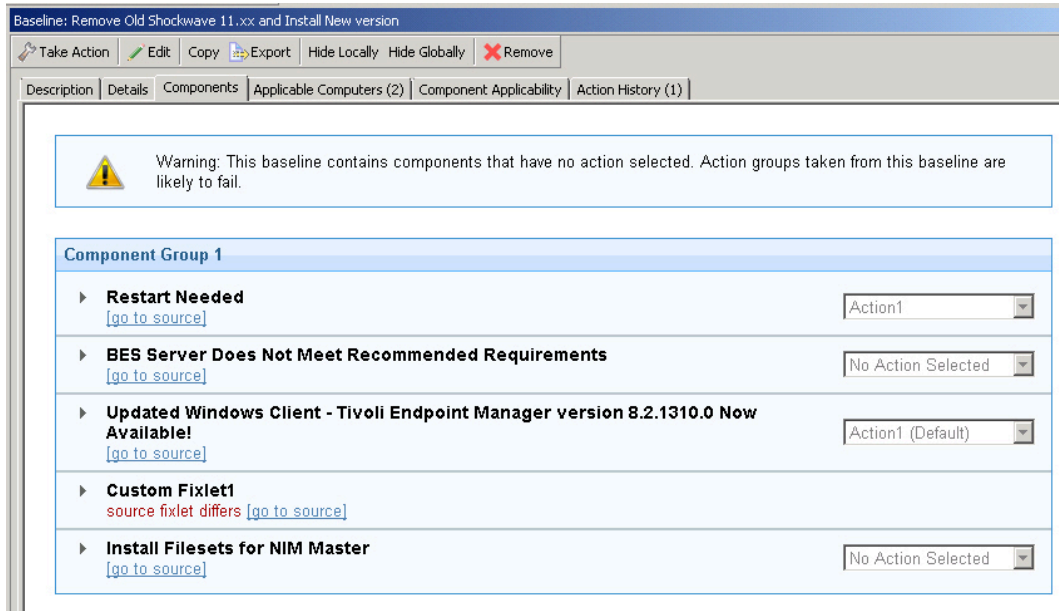 Baseline: Remove Old Shockwave 11.xx and Install New version
Take Action Edit Copy Export Hide Locally Hide Globally Remove
Description Details Components Applicable Computers (2) Component Applicability Action History (1)
Warning: This baseline contains components that have no action selected. Action groups taken from this baseline are
likely to fail.
Component Group 1
Restart Needed
[go to source]
Action1
BES Server Does Not Meet Recommended Requirements
[go to source]
No Action Selected
Updated Windows Client - Tivoli Endpoint Manager version 8.2.1310.0 Now
Available!
[go to source]
Action1 (Default)
Custom Fixlet1
source fixlet differs [go to source]
Install Filesets for NIM Master
[go to source]
No Action Selected